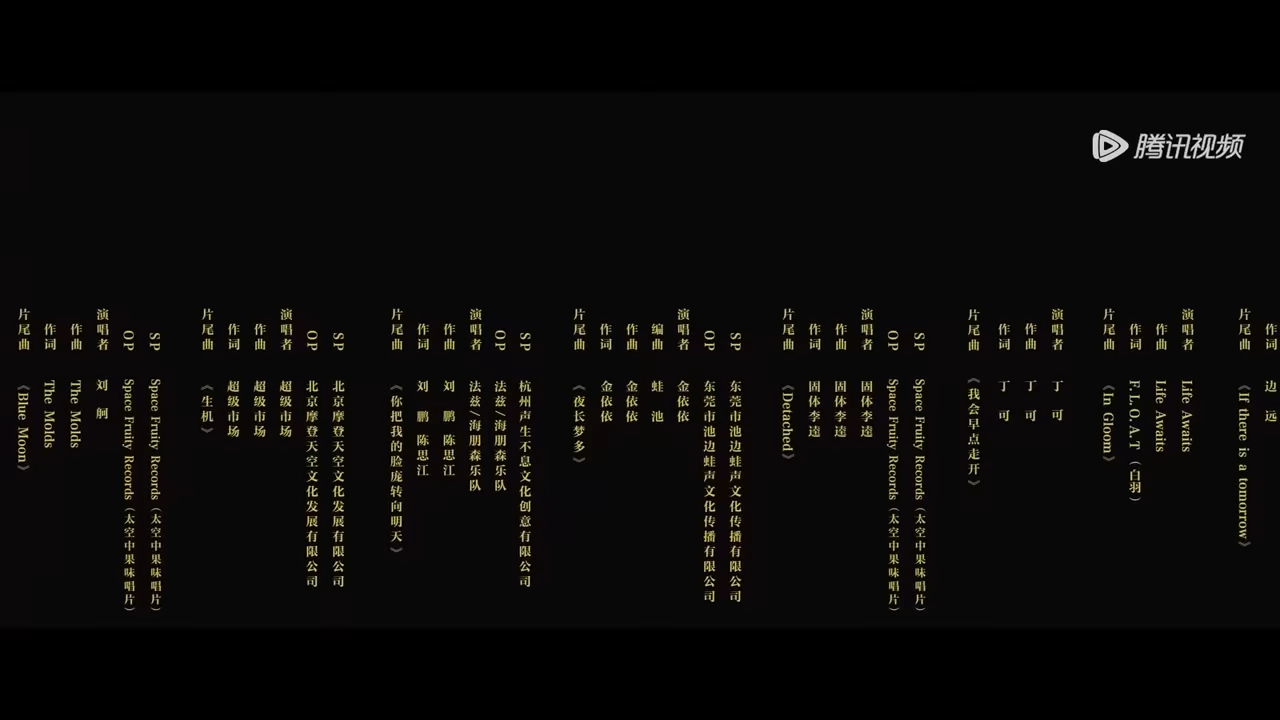 腾讯视频
片尾曲 《Blue Moon》
作词 The Molds
作曲 The Molds
演唱者 刘 舸
OP Space Fruity Records（太空中果味唱片）
SP Space Fruity Records（太空中果味唱片）
片尾曲 《生机》
作词 超级市场
作曲 超级市场
演唱者 超级市场
OP 北京摩登天空文化发展有限公司
SP 北京摩登天空文化发展有限公司
片尾曲 《你把我的脸庞转向明天》
作词 刘 鹏 陈思江
作曲 刘 鹏 陈思江
演唱者 法兹/海朋森乐队
OP 法兹/海朋森乐队
SP 杭州声生不息文化创意有限公司
片尾曲 《夜长梦多》
作词 金依依
作曲 金依依
编曲 蛙 池
演唱者 金依依
OP 东莞市池边蛙声文化传播有限公司
SP 东莞市池边蛙声文化传播有限公司
片尾曲 《Detached》
作词 固体李逵
作曲 固体李逵
演唱者 固体李逵
OP Space Fruity Records（太空中果味唱片）
SP Space Fruity Records（太空中果味唱片）
片尾曲 《我会早点走开》
作词 丁 可
作曲 丁 可
演唱者 丁 可
片尾曲 《In Gloom》
作词 F.L.O.A.T（白羽）
作曲 Life Awaits
演唱者 Life Awaits
片尾曲 《If there is a tomorrow》
作词 边 远